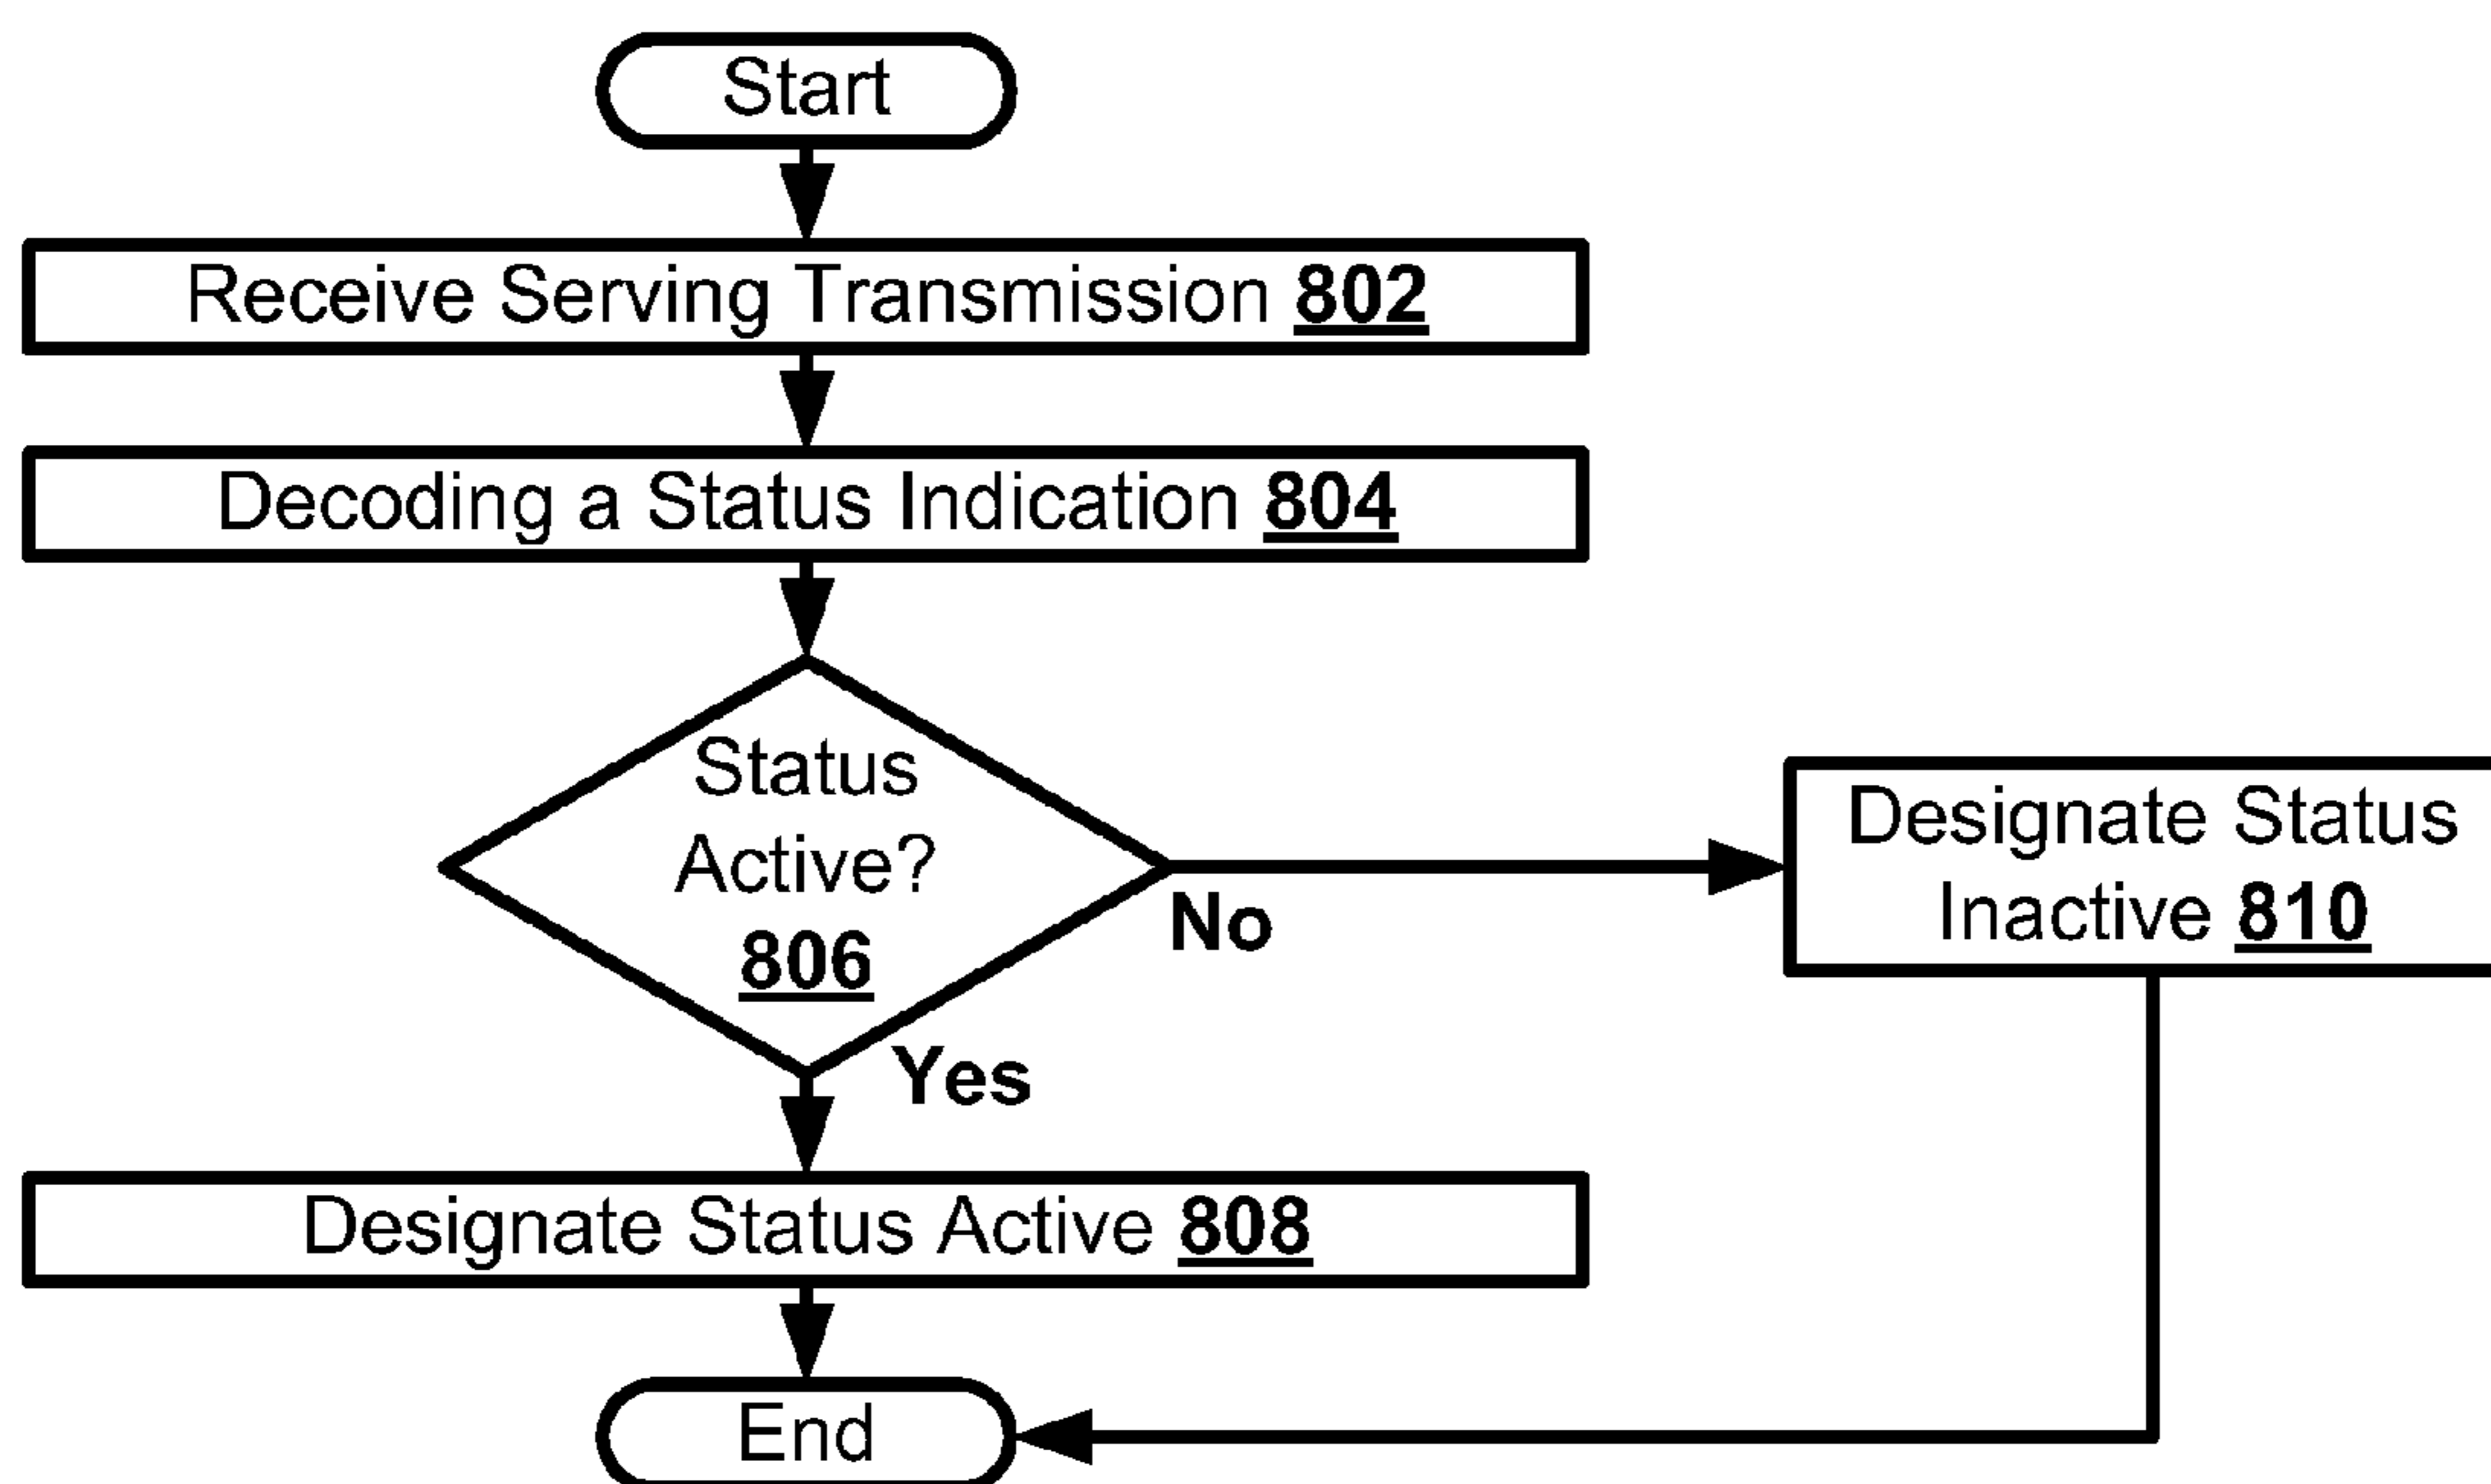 Start
Receive Serving Transmission 802
Decoding a Status Indication 804
Status
Active?
806
No
Designate Status
Inactive 810
Yes
Designate Status Active 808
End